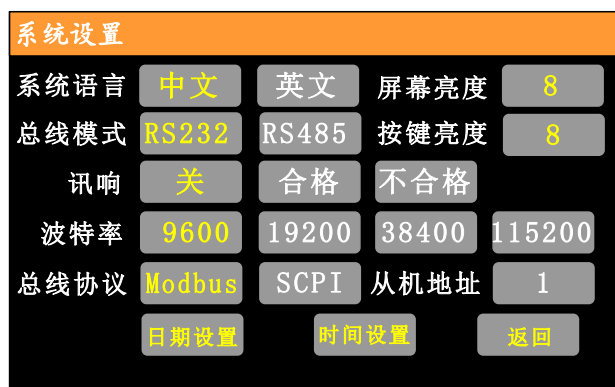 系统设置
系统语言 中文 英文 屏幕亮度 8
总线模式 RS232 RS485 按键亮度 8
讯响 关 合格 不合格
波特率 9600 19200 38400 115200
总线协议 Modbus SCPI 从机地址 1
日期设置 时间设置 返回